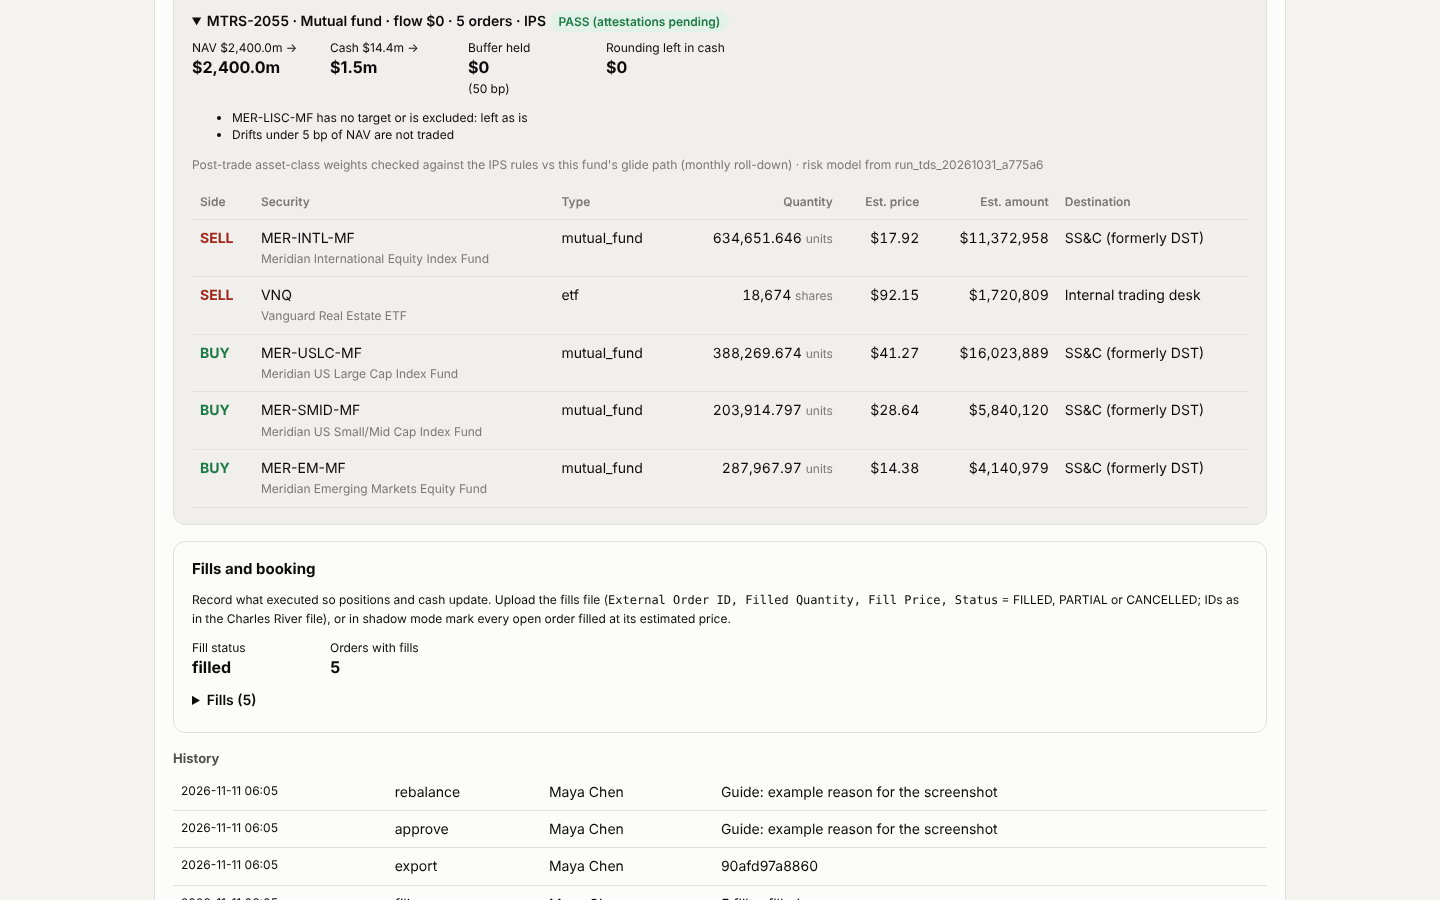 ▼ MTRS-2055 · Mutual fund · flow $0 · 5 orders · IPS PASS (attestations pending)
NAV $2,400.0m → Cash $14.4m → Buffer held Rounding left in cash
$2,400.0m $1.5m $0 $0
(50 bp)
• MER-LISC-MF has no target or is excluded: left as is
• Drifts under 5 bp of NAV are not traded
Post-trade asset-class weights checked against the IPS rules vs this fund's glide path (monthly roll-down) · risk model from run_tds_20261031_a775a6
Side Security Type Quantity Est. price Est. amount Destination
SELL MER-INTL-MF mutual_fund 634,651.646 units $17.92 $11,372,958 SS&C (formerly DST)
Meridian International Equity Index Fund
SELL VNQ etf 18,674 shares $92.15 $1,720,809 Internal trading desk
Vanguard Real Estate ETF
BUY MER-USLC-MF mutual_fund 388,269.674 units $41.27 $16,023,889 SS&C (formerly DST)
Meridian US Large Cap Index Fund
BUY MER-SMID-MF mutual_fund 203,914.797 units $28.64 $5,840,120 SS&C (formerly DST)
Meridian US Small/Mid Cap Index Fund
BUY MER-EM-MF mutual_fund 287,967.97 units $14.38 $4,140,979 SS&C (formerly DST)
Meridian Emerging Markets Equity Fund
Fills and booking
Record what executed so positions and cash update. Upload the fills file (External Order ID, Filled Quantity, Fill Price, Status = FILLED, PARTIAL or CANCELLED; IDs as
in the Charles River file), or in shadow mode mark every open order filled at its estimated price.
Fill status Orders with fills
filled 5
▶ Fills (5)
History
2026-11-11 06:05 rebalance Maya Chen Guide: example reason for the screenshot
2026-11-11 06:05 approve Maya Chen Guide: example reason for the screenshot
2026-11-11 06:05 export Maya Chen 90afd97a8860